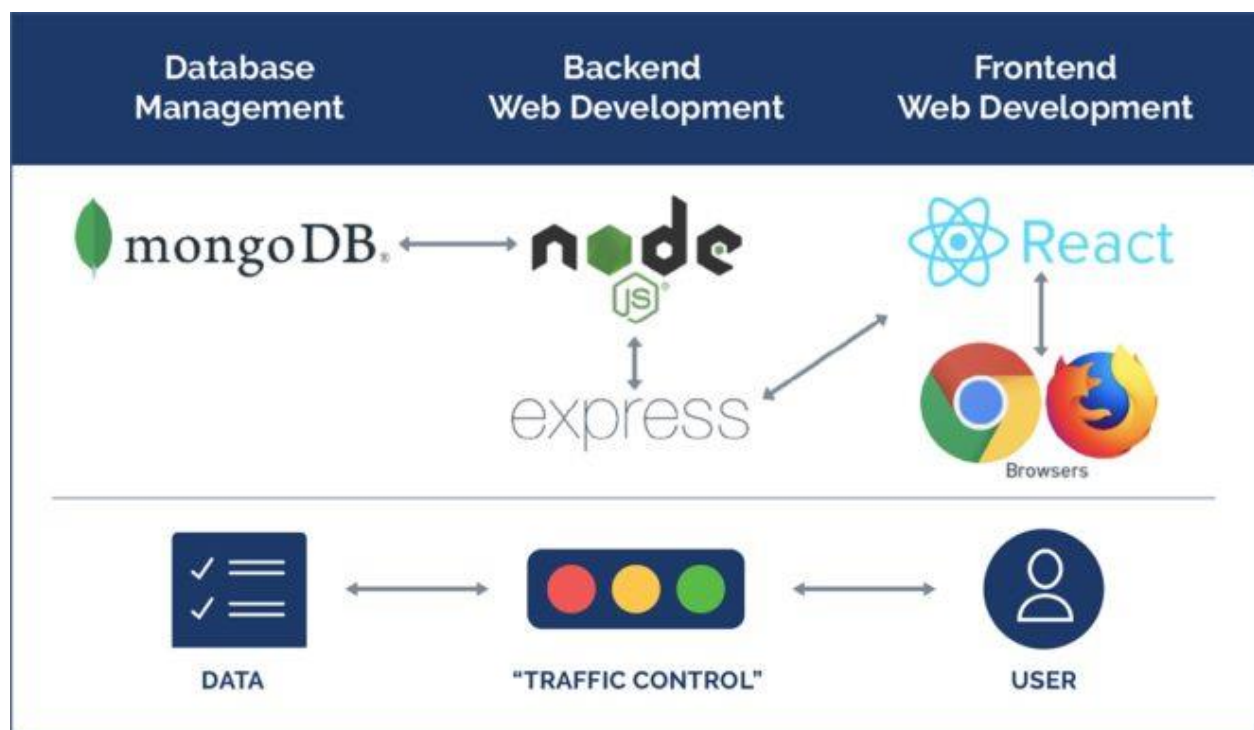 Database
Management
Backend
Web Development
Frontend
Web Development
mongoDB®
node
JS®
React
express
Browsers
DATA
“TRAFFIC CONTROL”
USER